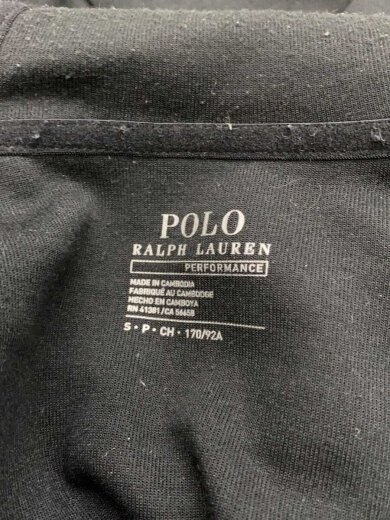 POLO
RALPH LAUREN
PERFORMANCE
MADE IN CAMBODIA
FABRIQUÉ AU CAMBODGE
HECHO EN CAMBOYA
RN 41381/CA 5665B
S • P • CH • 170/92A